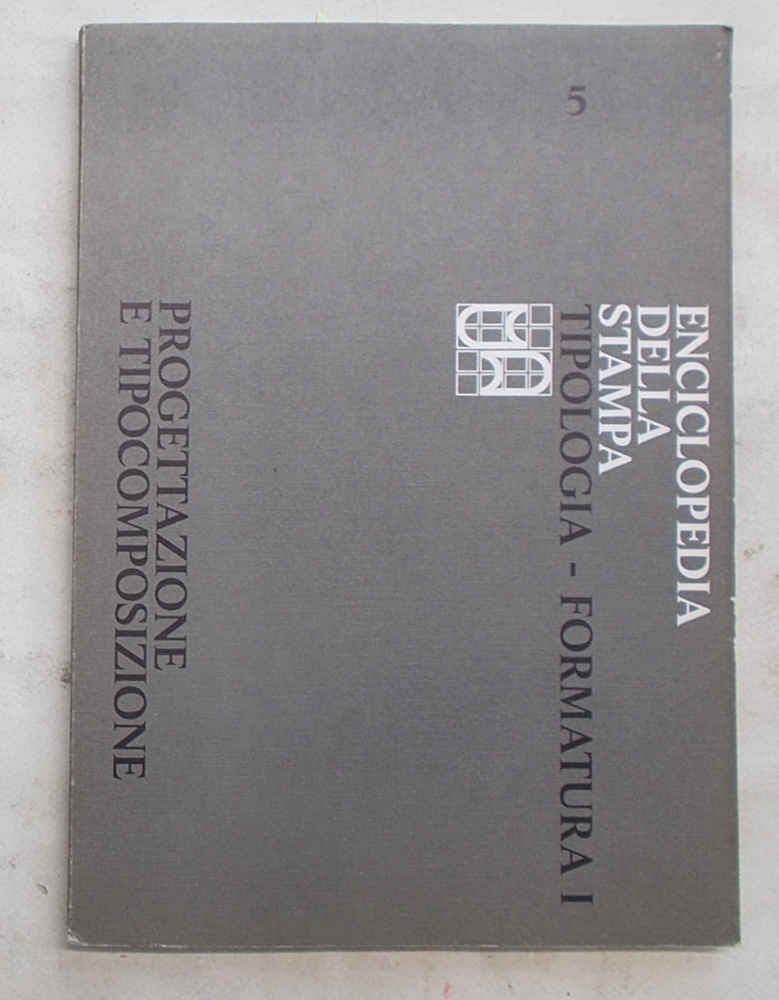 5
ENCICLOPEDIA
DELLA
STAMPA
TIPOLOGIA - FORMATURA I
PROGETTAZIONE
E TIPOCOMPOSIZIONE